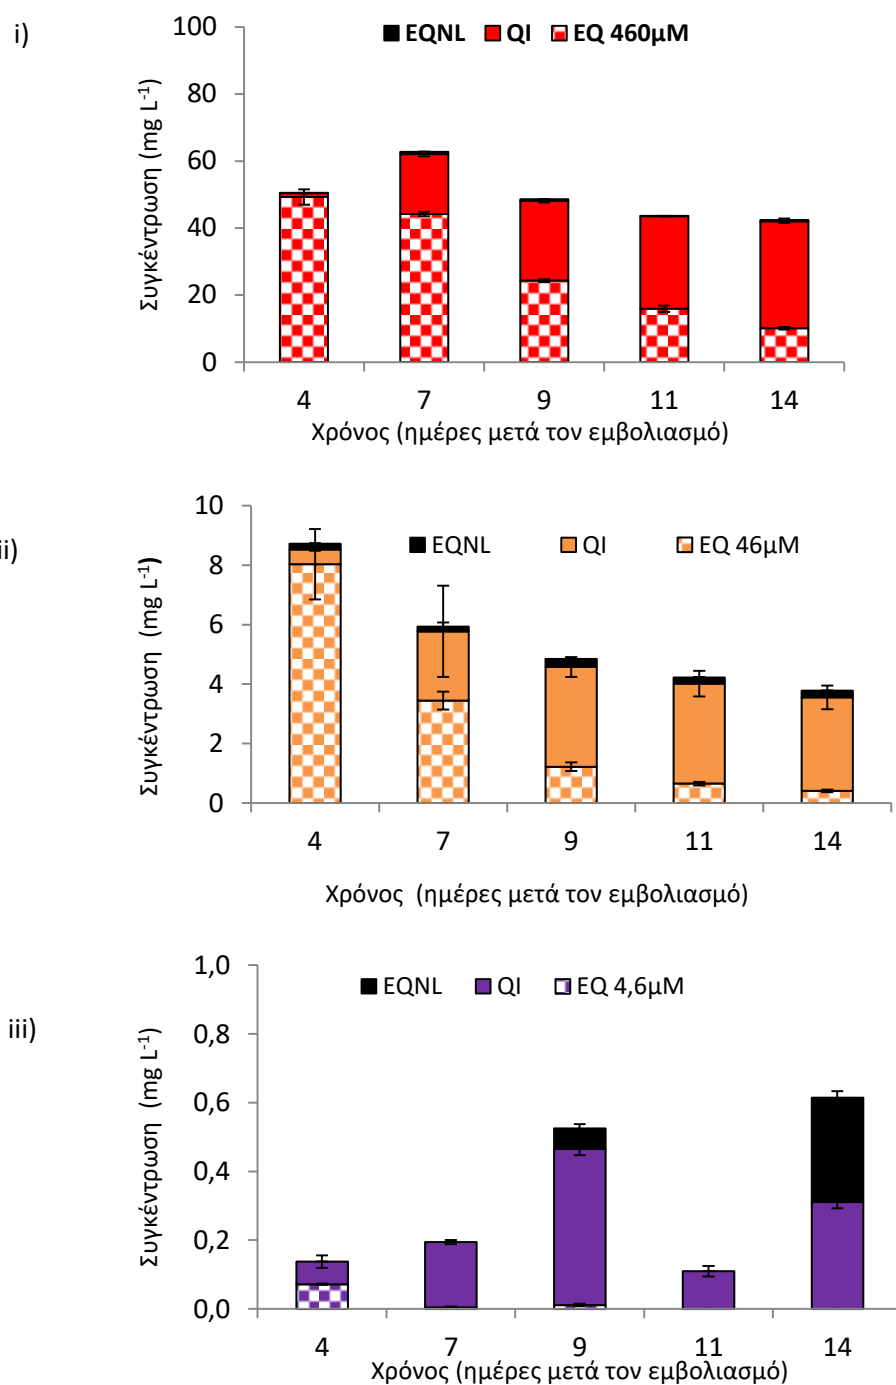 i)
EQNL QI EQ 460μM
Συγκέντρωση (mg L⁻¹)
100
80
60
40
20
0
4 7 9 11 14
Χρόνος (ημέρες μετά τον εμβολιασμό)
ii)
EQNL QI EQ 46μM
Συγκέντρωση (mg L⁻¹)
10
8
6
4
2
0
4 7 9 11 14
Χρόνος (ημέρες μετά τον εμβολιασμό)
iii)
EQNL QI EQ 4,6μM
Συγκέντρωση (mg L⁻¹)
1,0
0,8
0,6
0,4
0,2
0,0
4 7 9 11 14
Χρόνος (ημέρες μετά τον εμβολιασμό)